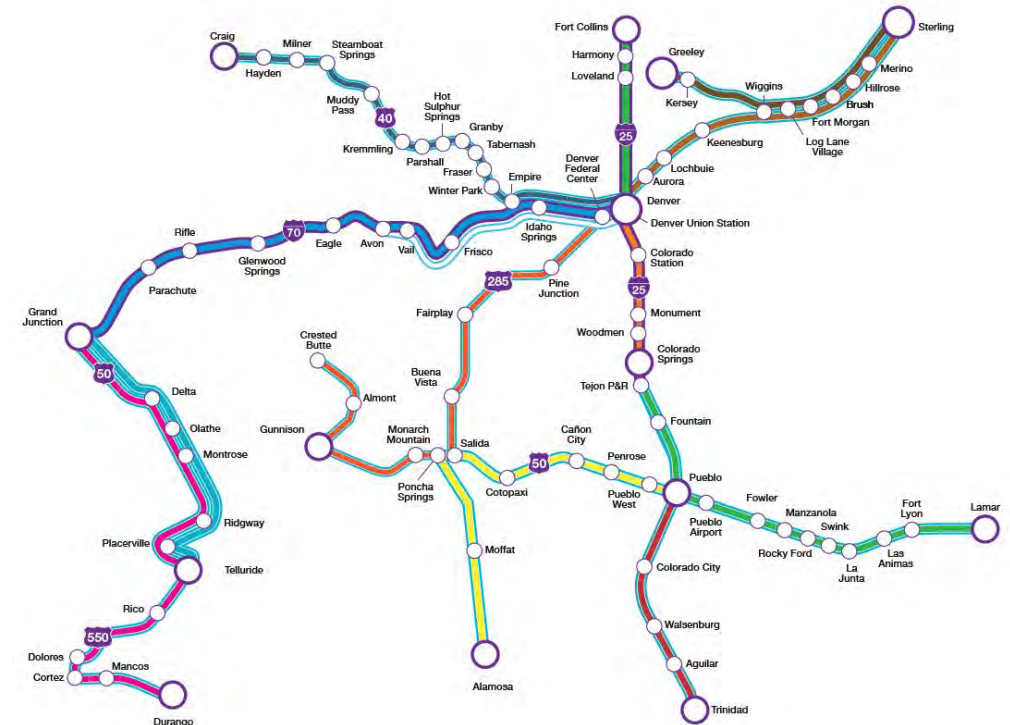 Craig
Hayden
Milner
Steamboat
Springs
Muddy
Pass
40
Kremmling
Parshall
Hot
Sulphur
Springs
Granby
Tabernash
Fraser
Winter Park
Empire
Idaho
Springs
Denver
Federal
Center
Fort Collins
Harmony
Loveland
25
Greeley
Kersey
Wiggins
Sterling
Merino
Hillrose
Brush
Fort Morgan
Log Lane
Village
Keenesburg
Lochbuie
Aurora
Denver
Denver Union Station
Colorado
Station
25
Monument
Woodmen
Colorado
Springs
Tejon P&R
Fountain
Pueblo
Rifle
Parachute
Glenwood
Springs
70
Eagle
Avon
Vail
Frisco
285
Pine
Junction
Fairplay
Buena
Vista
Grand
Junction
50
Delta
Olathe
Montrose
Ridgway
Placerville
Telluride
Rico
550
Dolores
Cortez
Mancos
Durango
Crested
Butte
Almont
Gunnison
Monarch
Mountain
Poncha
Springs
Salida
Cotopaxi
50
Cañon
City
Penrose
Pueblo
West
Moffat
Alamosa
Pueblo
Airport
Fowler
Manzanola
Rocky Ford
Swink
La
Junta
Las
Animas
Fort
Lyon
Lamar
Colorado City
Walsenburg
Aguilar
Trinidad